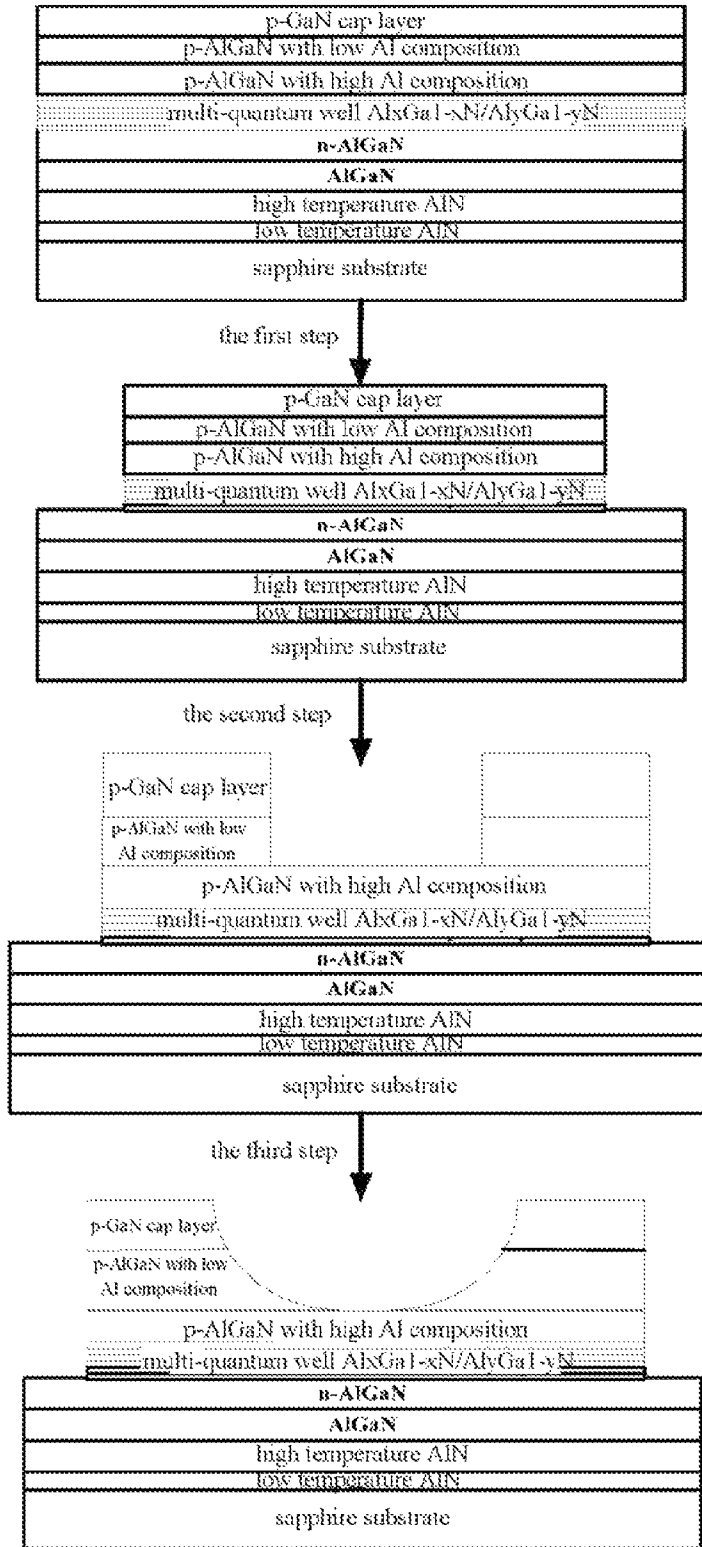 p-GaN cap layer
p-AlGaN with low Al composition
p-AlGaN with high Al composition
multi-quantum well AlxGa1-xN/AlyGa1-yN
n-AlGaN
AlGaN
high temperature AlN
low temperature AlN
sapphire substrate
the first step
p-GaN cap layer
p-AlGaN with low Al composition
p-AlGaN with high Al composition
multi-quantum well AlxGa1-xN/AlyGa1-yN
n-AlGaN
AlGaN
high temperature AlN
low temperature AlN
sapphire substrate
the second step
p-GaN cap layer
p-AlGaN with low
Al composition
p-AlGaN with high Al composition
multi-quantum well AlxGa1-xN/AlyGa1-yN
n-AlGaN
AlGaN
high temperature AlN
low temperature AlN
sapphire substrate
the third step
p-GaN cap layer
p-AlGaN with low
Al composition
p-AlGaN with high Al composition
multi-quantum well AlxGa1-xN/AlyGa1-yN
n-AlGaN
AlGaN
high temperature AlN
low temperature AlN
sapphire substrate